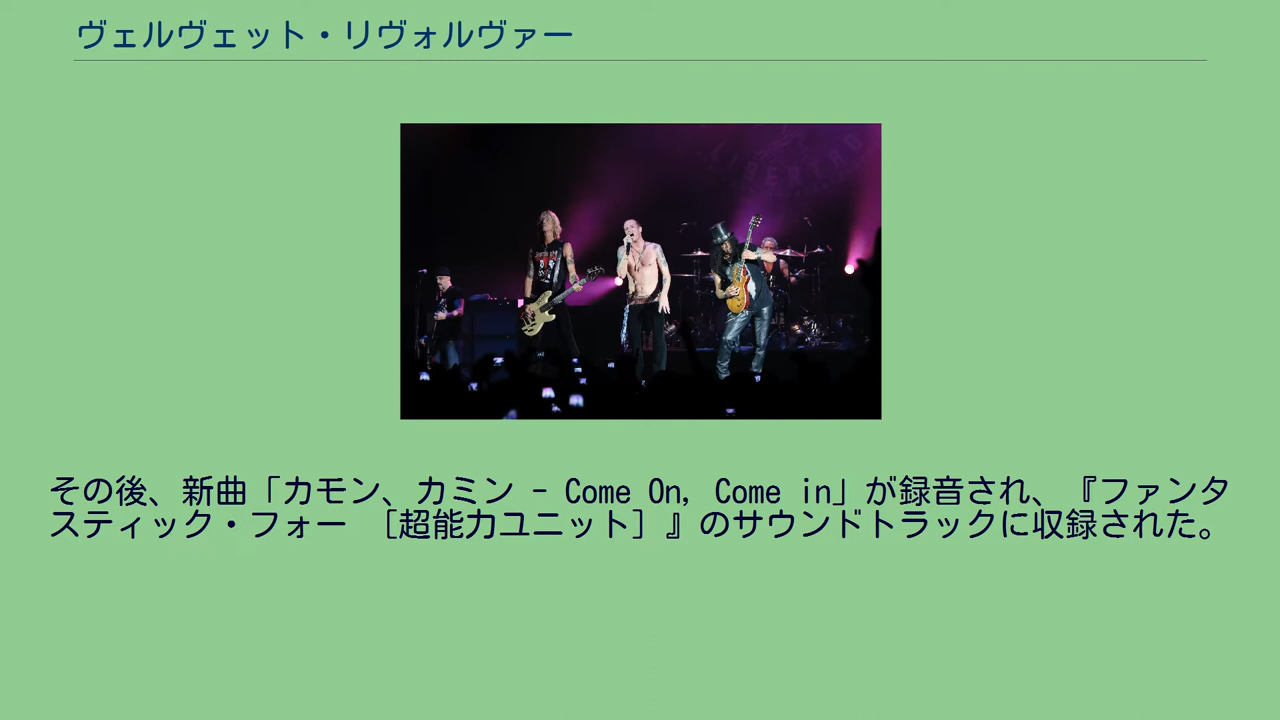 ヴェルヴェット・リヴォルヴァー
その後、新曲「カモン、カミン - Come On, Come in」が録音され、『ファンタ
スティック・フォー　［超能力ユニット］』のサウンドトラックに収録された。